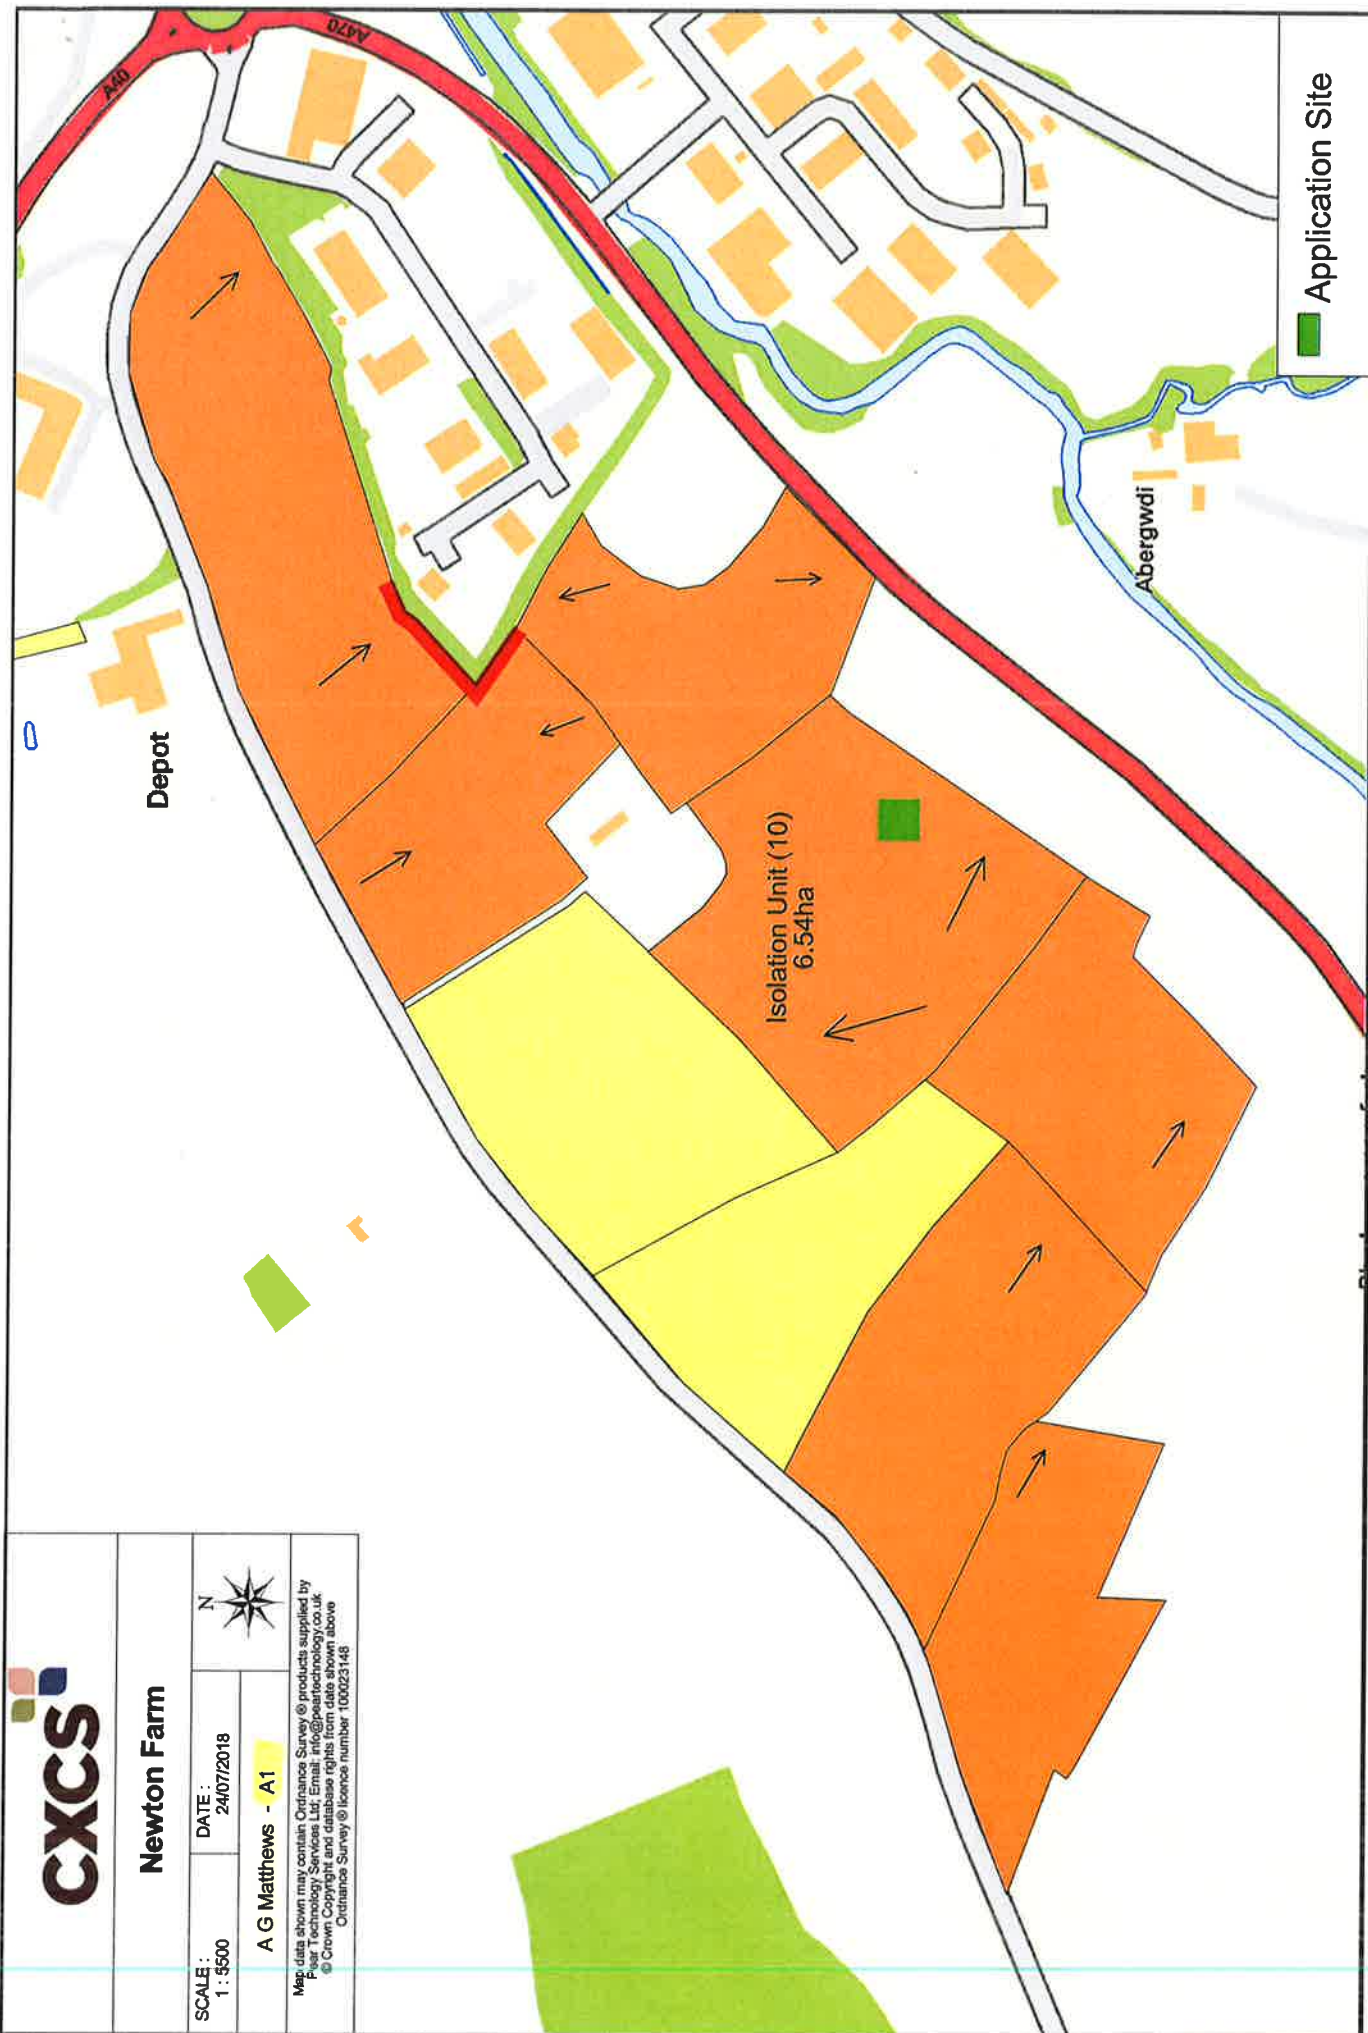 CXCS
Newton Farm
SCALE :
1 : 5500
DATE :
24/07/2018
N
A G Matthews - A1
Map data shown may contain Ordnance Survey ® products supplied by
Pear Technology Services Ltd; Email: info@peartechnology.co.uk
© Crown Copyright and database rights from date shown above
Ordnance Survey ® licence number 100023148
Depot
A40
A470
Isolation Unit (10)
6.54ha
Abergwdi
Application Site